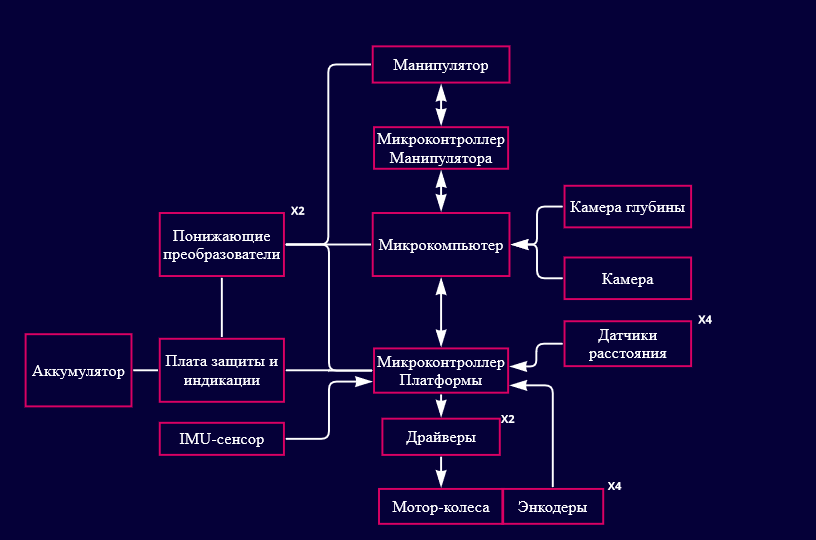 Манипулятор
Микроконтроллер
Манипулятора
X2
Понижающие
преобразователи
Микрокомпьютер
Камера глубины
Камера
X4
Датчики
расстояния
Аккумулятор
Плата защиты и
индикации
Микроконтроллер
Платформы
IMU-сенсор
X2
Драйверы
X4
Мотор-колеса
Энкодеры